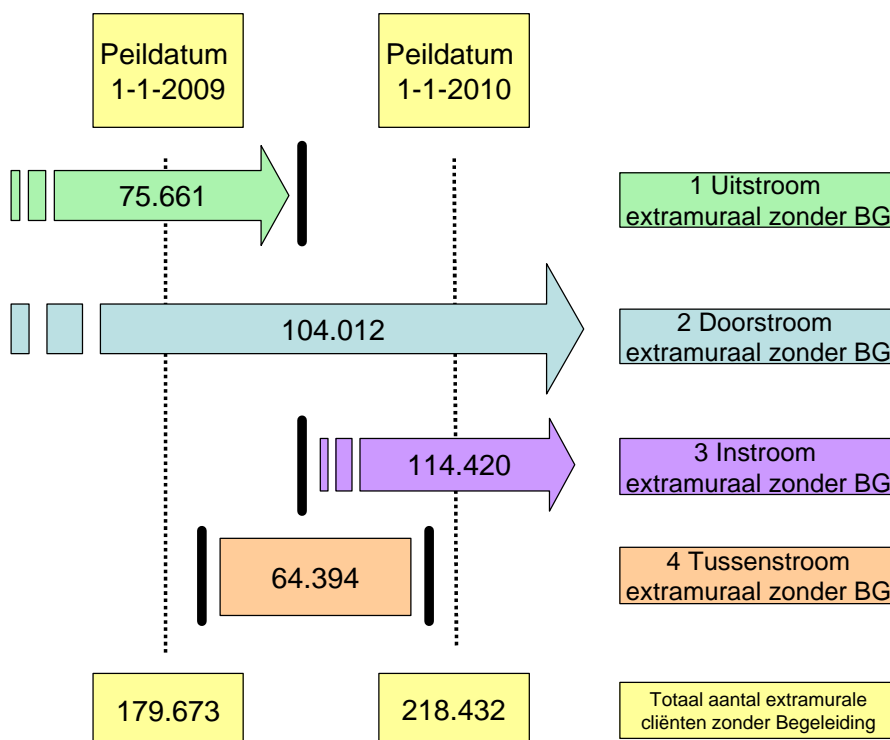 Peildatum
1-1-2009
Peildatum
1-1-2010
75.661
1 Uitstroom
extramuraal zonder BG
104.012
2 Doorstroom
extramuraal zonder BG
114.420
3 Instroom
extramuraal zonder BG
64.394
4 Tussenstroom
extramuraal zonder BG
179.673
218.432
Totaal aantal extramurale
cliënten zonder Begeleiding